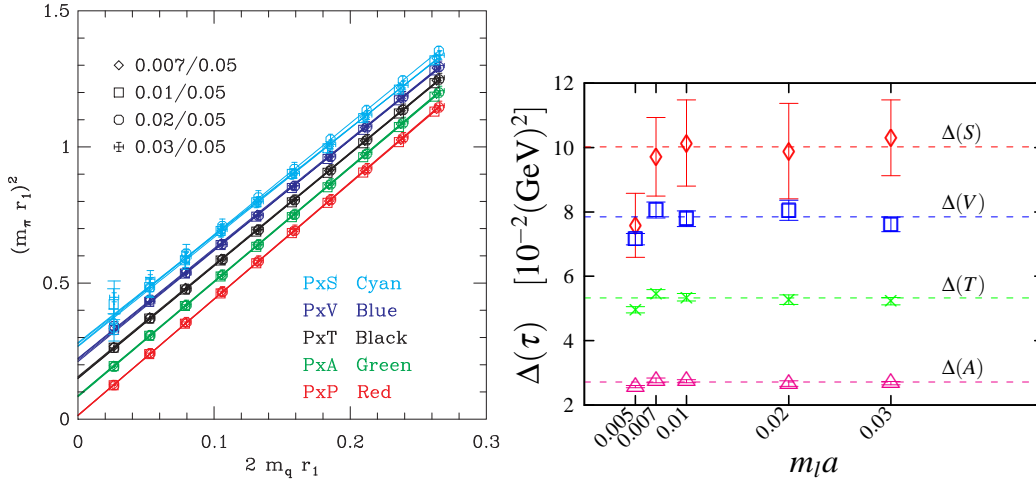 1.5
1
0.5
0
(m_π r_1)^2
0.007/0.05
0.01/0.05
0.02/0.05
0.03/0.05
PxS Cyan
PxV Blue
PxT Black
PxA Green
PxP Red
0 0.1 0.2 0.3
2 m_q r_1
12
10
8
6
4
2
Δ(τ) [10^{-2}(GeV)^2]
Δ(S)
Δ(V)
Δ(T)
Δ(A)
0.005 0.007 0.01 0.02 0.03
m_l a